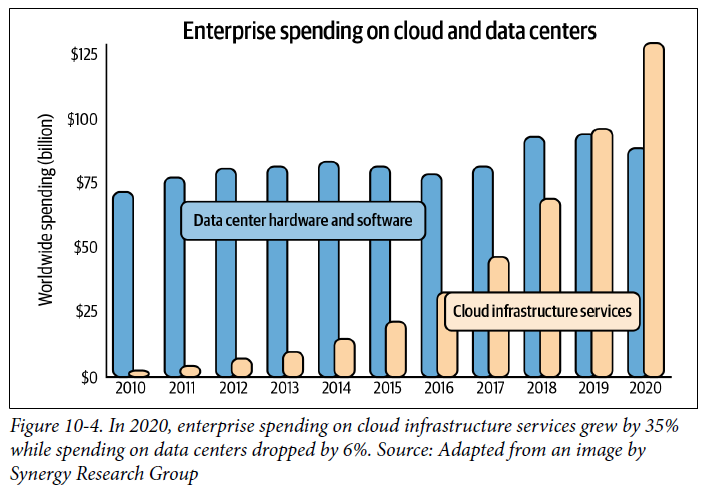 Enterprise spending on cloud and data centers
Worldwide spending (billion)
$125
$100
$75
$50
$25
$0
Data center hardware and software
Cloud infrastructure services
2010 2011 2012 2013 2014 2015 2016 2017 2018 2019 2020
Figure 10-4. In 2020, enterprise spending on cloud infrastructure services grew by 35%
while spending on data centers dropped by 6%. Source: Adapted from an image by
Synergy Research Group